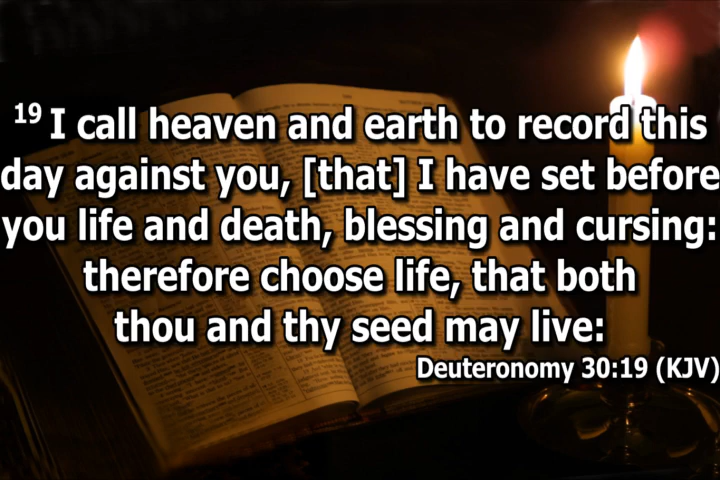 19 I call heaven and earth to record this
day against you, [that] I have set before
you life and death, blessing and cursing:
therefore choose life, that both
thou and thy seed may live:
Deuteronomy 30:19 (KJV)